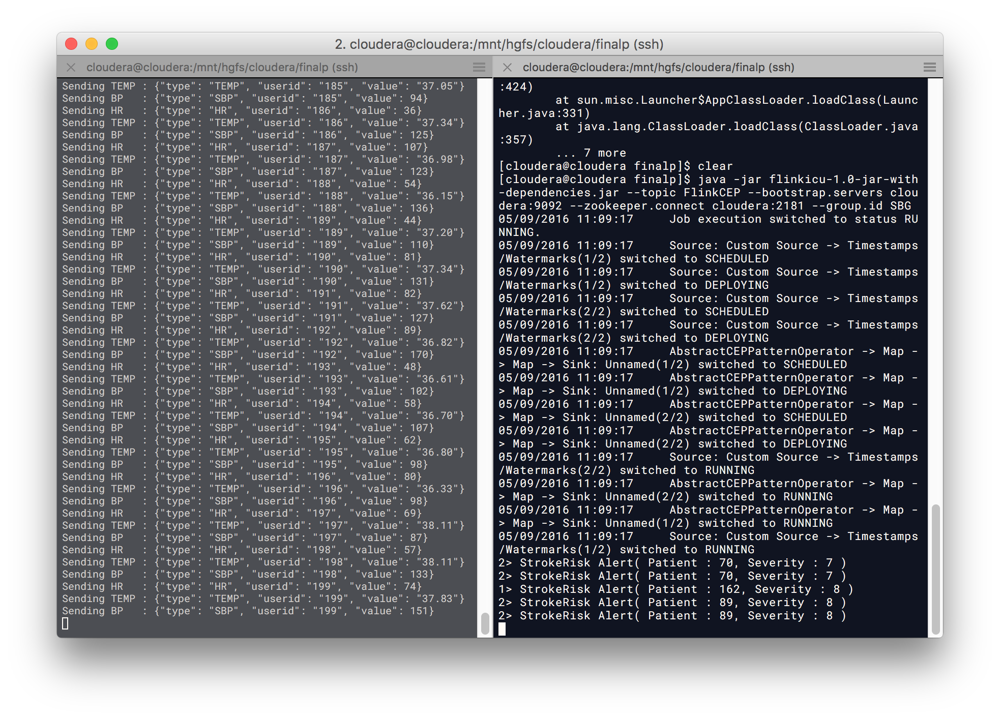 2. cloudera@cloudera:/mnt/hgfs/cloudera/finalp (ssh)
cloudera@cloudera:/mnt/hgfs/cloudera/finalp (ssh)
Sending TEMP : {"type": "TEMP", "userid": "185", "value": "37.05"}
Sending BP   : {"type": "SBP", "userid": "185", "value": 94}
Sending HR   : {"type": "HR", "userid": "186", "value": 36}
Sending TEMP : {"type": "TEMP", "userid": "186", "value": "37.34"}
Sending BP   : {"type": "SBP", "userid": "186", "value": 125}
Sending HR   : {"type": "HR", "userid": "187", "value": 107}
Sending TEMP : {"type": "TEMP", "userid": "187", "value": "36.98"}
Sending BP   : {"type": "SBP", "userid": "187", "value": 123}
Sending HR   : {"type": "HR", "userid": "188", "value": 54}
Sending TEMP : {"type": "TEMP", "userid": "188", "value": "36.15"}
Sending BP   : {"type": "SBP", "userid": "188", "value": 136}
Sending HR   : {"type": "HR", "userid": "189", "value": 44}
Sending TEMP : {"type": "TEMP", "userid": "189", "value": "37.20"}
Sending BP   : {"type": "SBP", "userid": "189", "value": 110}
Sending HR   : {"type": "HR", "userid": "190", "value": 81}
Sending TEMP : {"type": "TEMP", "userid": "190", "value": "37.34"}
Sending BP   : {"type": "SBP", "userid": "190", "value": 131}
Sending HR   : {"type": "HR", "userid": "191", "value": 82}
Sending TEMP : {"type": "TEMP", "userid": "191", "value": "37.62"}
Sending BP   : {"type": "SBP", "userid": "191", "value": 127}
Sending HR   : {"type": "HR", "userid": "192", "value": 89}
Sending TEMP : {"type": "TEMP", "userid": "192", "value": "36.82"}
Sending BP   : {"type": "SBP", "userid": "192", "value": 170}
Sending HR   : {"type": "HR", "userid": "193", "value": 48}
Sending TEMP : {"type": "TEMP", "userid": "193", "value": "36.61"}
Sending BP   : {"type": "SBP", "userid": "193", "value": 102}
Sending HR   : {"type": "HR", "userid": "194", "value": 58}
Sending TEMP : {"type": "TEMP", "userid": "194", "value": "36.70"}
Sending BP   : {"type": "SBP", "userid": "194", "value": 107}
Sending HR   : {"type": "HR", "userid": "195", "value": 62}
Sending TEMP : {"type": "TEMP", "userid": "195", "value": "36.80"}
Sending BP   : {"type": "SBP", "userid": "195", "value": 98}
Sending HR   : {"type": "HR", "userid": "196", "value": 80}
Sending TEMP : {"type": "TEMP", "userid": "196", "value": "36.33"}
Sending BP   : {"type": "SBP", "userid": "196", "value": 98}
Sending HR   : {"type": "HR", "userid": "197", "value": 69}
Sending TEMP : {"type": "TEMP", "userid": "197", "value": "38.11"}
Sending BP   : {"type": "SBP", "userid": "197", "value": 87}
Sending HR   : {"type": "HR", "userid": "198", "value": 57}
Sending TEMP : {"type": "TEMP", "userid": "198", "value": "38.11"}
Sending BP   : {"type": "SBP", "userid": "198", "value": 133}
Sending HR   : {"type": "HR", "userid": "199", "value": 74}
Sending TEMP : {"type": "TEMP", "userid": "199", "value": "37.83"}
Sending BP   : {"type": "SBP", "userid": "199", "value": 151}
cloudera@cloudera:/mnt/hgfs/cloudera/finalp (ssh)
:424)
        at sun.misc.Launcher$AppClassLoader.loadClass(Launc
her.java:331)
        at java.lang.ClassLoader.loadClass(ClassLoader.java
:357)
        ... 7 more
[cloudera@cloudera finalp]$ clear
[cloudera@cloudera finalp]$ java -jar flinkicu-1.0-jar-with
-dependencies.jar --topic FlinkCEP --bootstrap.servers clou
dera:9092 --zookeeper.connect cloudera:2181 --group.id SBG
05/09/2016 11:09:17     Job execution switched to status RU
NNING.
05/09/2016 11:09:17     Source: Custom Source -> Timestamps
/Watermarks(1/2) switched to SCHEDULED
05/09/2016 11:09:17     Source: Custom Source -> Timestamps
/Watermarks(1/2) switched to DEPLOYING
05/09/2016 11:09:17     Source: Custom Source -> Timestamps
/Watermarks(2/2) switched to SCHEDULED
05/09/2016 11:09:17     Source: Custom Source -> Timestamps
/Watermarks(2/2) switched to DEPLOYING
05/09/2016 11:09:17     AbstractCEPPatternOperator -> Map -
> Map -> Sink: Unnamed(1/2) switched to SCHEDULED
05/09/2016 11:09:17     AbstractCEPPatternOperator -> Map -
> Map -> Sink: Unnamed(1/2) switched to DEPLOYING
05/09/2016 11:09:17     AbstractCEPPatternOperator -> Map -
> Map -> Sink: Unnamed(2/2) switched to SCHEDULED
05/09/2016 11:09:17     AbstractCEPPatternOperator -> Map -
> Map -> Sink: Unnamed(2/2) switched to DEPLOYING
05/09/2016 11:09:17     Source: Custom Source -> Timestamps
/Watermarks(2/2) switched to RUNNING
05/09/2016 11:09:17     AbstractCEPPatternOperator -> Map -
> Map -> Sink: Unnamed(2/2) switched to RUNNING
05/09/2016 11:09:17     AbstractCEPPatternOperator -> Map -
> Map -> Sink: Unnamed(1/2) switched to RUNNING
05/09/2016 11:09:17     Source: Custom Source -> Timestamps
/Watermarks(1/2) switched to RUNNING
2> StrokeRisk Alert( Patient : 70, Severity : 7 )
2> StrokeRisk Alert( Patient : 70, Severity : 7 )
1> StrokeRisk Alert( Patient : 162, Severity : 8 )
2> StrokeRisk Alert( Patient : 89, Severity : 8 )
2> StrokeRisk Alert( Patient : 89, Severity : 8 )